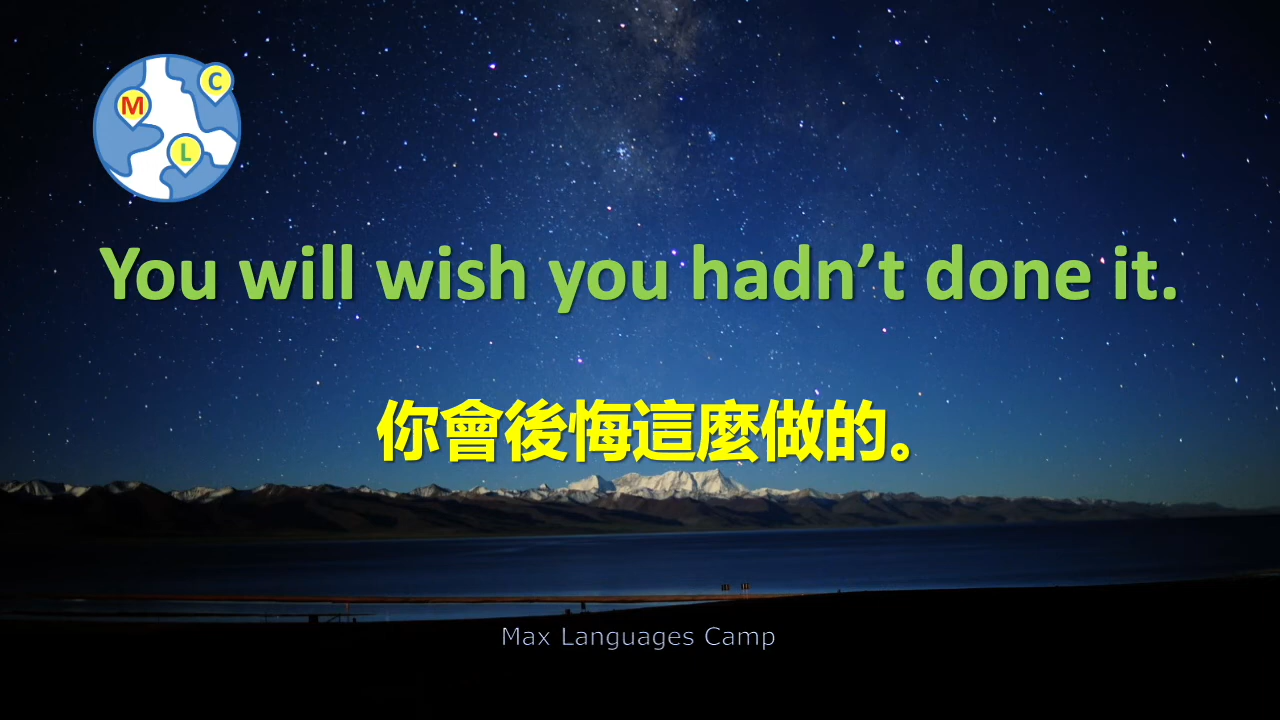 M
C
L
You will wish you hadn’t done it.
你會後悔這麼做的。
Max Languages Camp